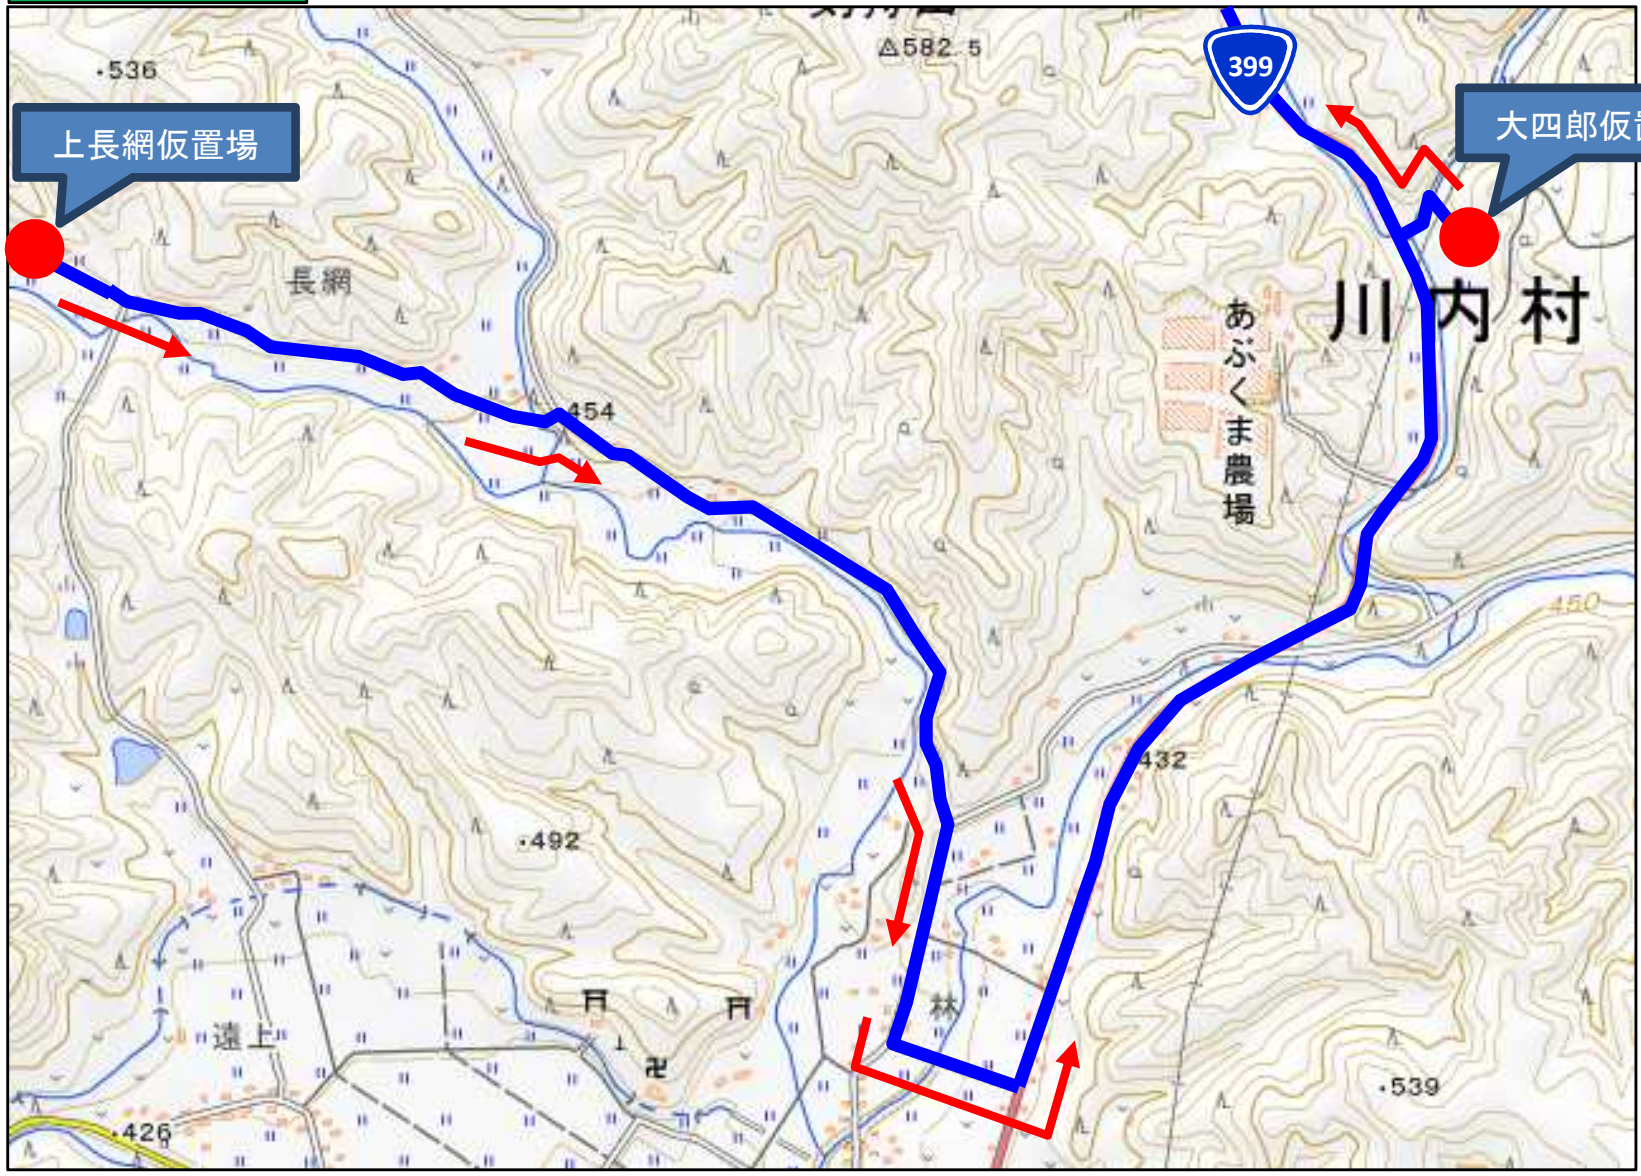 △582.5
・536
399
上長網仮置場
大四郎仮
長網
川内村
あぶくま農場
454
450
432
・492
林
遠上
・539
・426